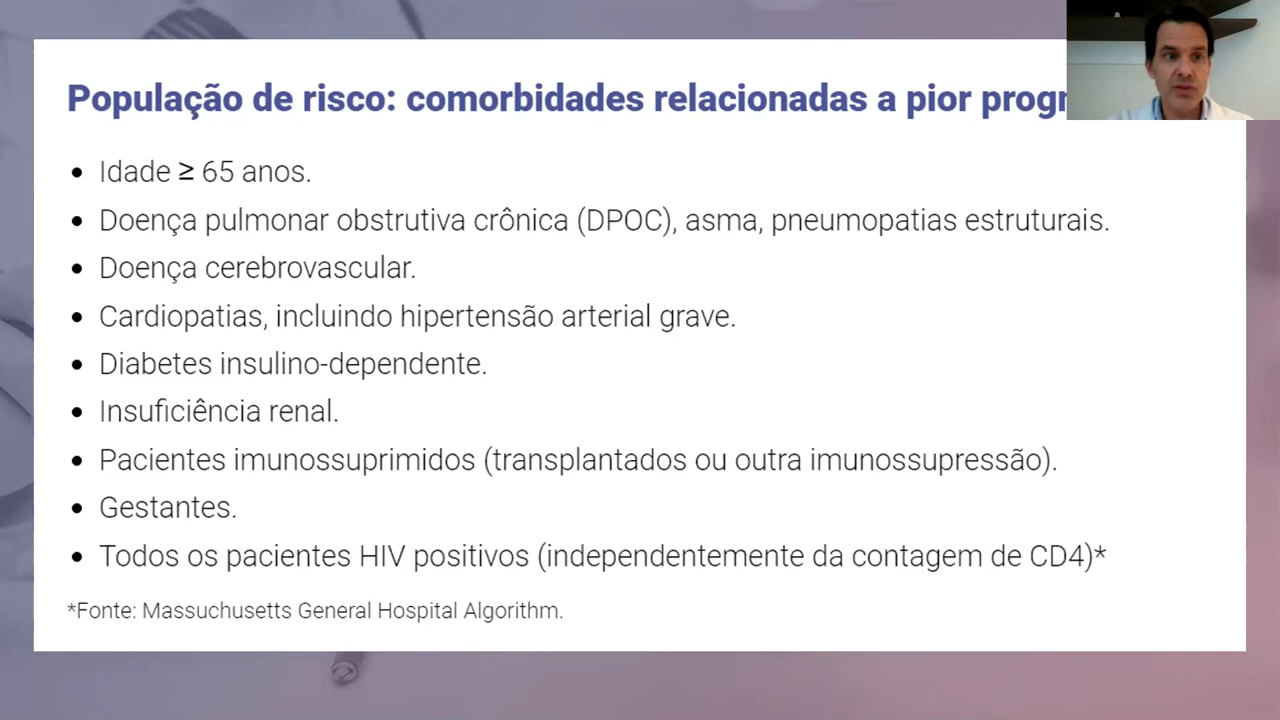 População de risco: comorbidades relacionadas a pior
• Idade ≥ 65 anos.
• Doença pulmonar obstrutiva crônica (DPOC), asma, pneumopatias estruturais.
• Doença cerebrovascular.
• Cardiopatias, incluindo hipertensão arterial grave.
• Diabetes insulino-dependente.
• Insuficiência renal.
• Pacientes imunossuprimidos (transplantados ou outra imunossupressão).
• Gestantes.
• Todos os pacientes HIV positivos (independentemente da contagem de CD4)*
*Fonte: Massuchusetts General Hospital Algorithm.